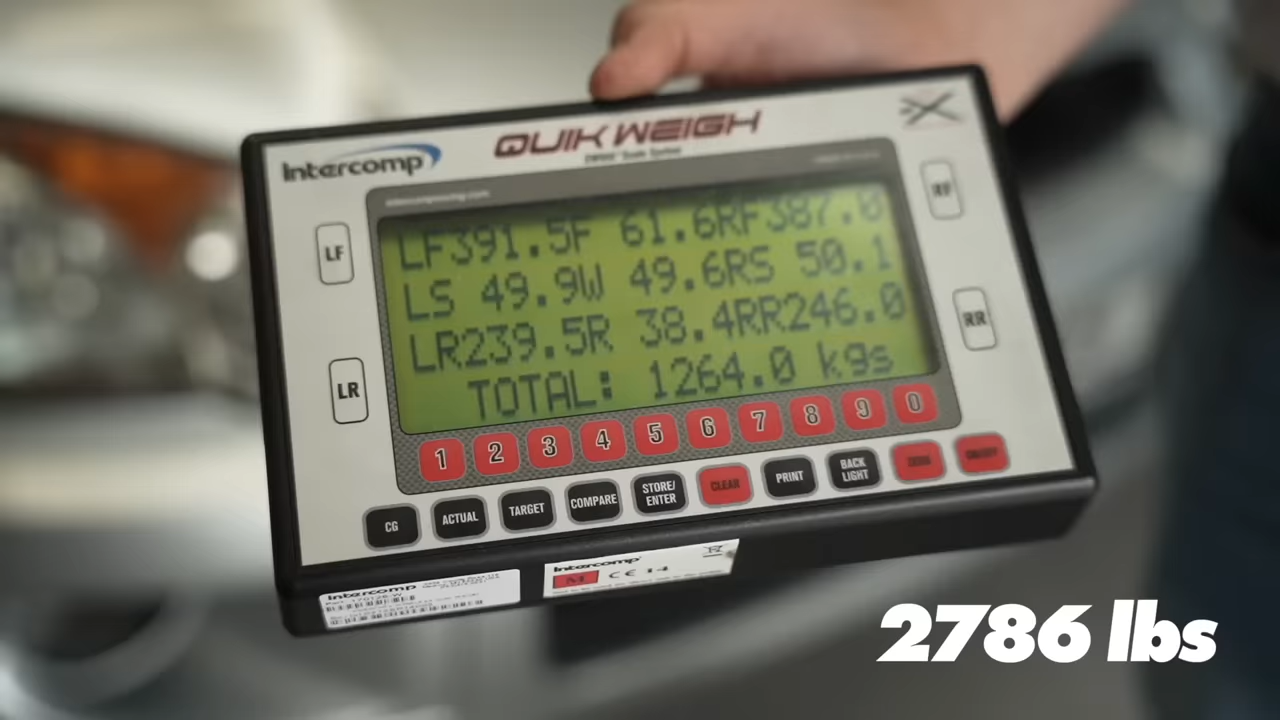 Intercomp
QUIK WEIGH
LF
RF
LR
RR
LF391.5F 61.6RF387.0
LS 49.9W 49.6RS 50.1
LR239.5R 38.4RR246.0
TOTAL: 1264.0 kgs
1 2 3 4 5 6 7 8 9 0
CG ACTUAL TARGET COMPARE STORE/ENTER CLEAR PRINT BACK LIGHT
Intercomp
Intercomp
M CE 14
2786 lbs